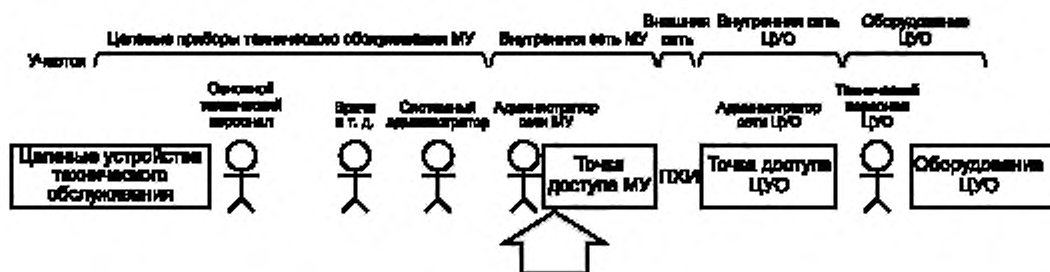 Внешняя Внутренняя сеть Оборудование
Целевые приборы технического обслуживания МУ Внутренняя сеть МУ сеть ЦУО ЦУО
Участок
Основной
технический
персонал
Врачи
и т. д.
Системный
администратор
Администратор
сети МУ
Администратор
сети ЦУО
Технический
персонал
ЦУО
Целевые устройства
технического
обслуживания
Точка
доступа МУ
ПХИ
Точка доступа
ЦУО
Оборудование
ЦУО